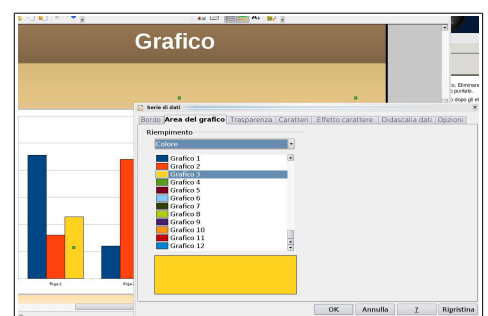 Grafico
o. Eliminare
o puntato.
o dopo gli ei
Serie di dati
Bordo Area del grafico Trasparenza Caratteri Effetto carattere Didascalia dati Opzioni
Riempimento
Colore
Grafico 1
Grafico 2
Grafico 3
Grafico 4
Grafico 5
Grafico 6
Grafico 7
Grafico 8
Grafico 9
Grafico 10
Grafico 11
Grafico 12
Riga 1
OK Annulla ? Ripristina